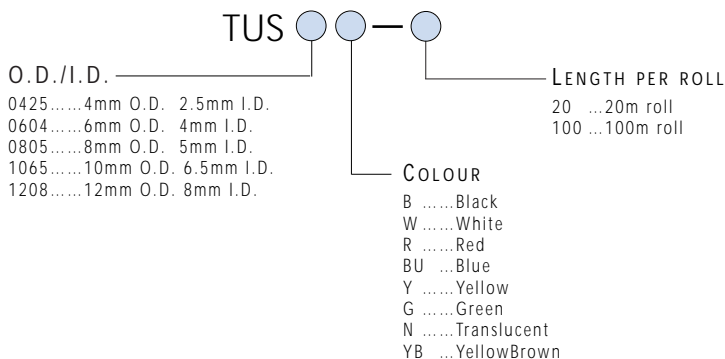 TUS –
O.D./I.D.
0425......4mm O.D. 2.5mm I.D.
0604......6mm O.D. 4mm I.D.
0805......8mm O.D. 5mm I.D.
1065......10mm O.D. 6.5mm I.D.
1208......12mm O.D. 8mm I.D.
LENGTH PER ROLL
20 ...20m roll
100 ...100m roll
COLOUR
B ......Black
W ......White
R ......Red
BU ...Blue
Y ......Yellow
G ......Green
N ......Translucent
YB ...YellowBrown